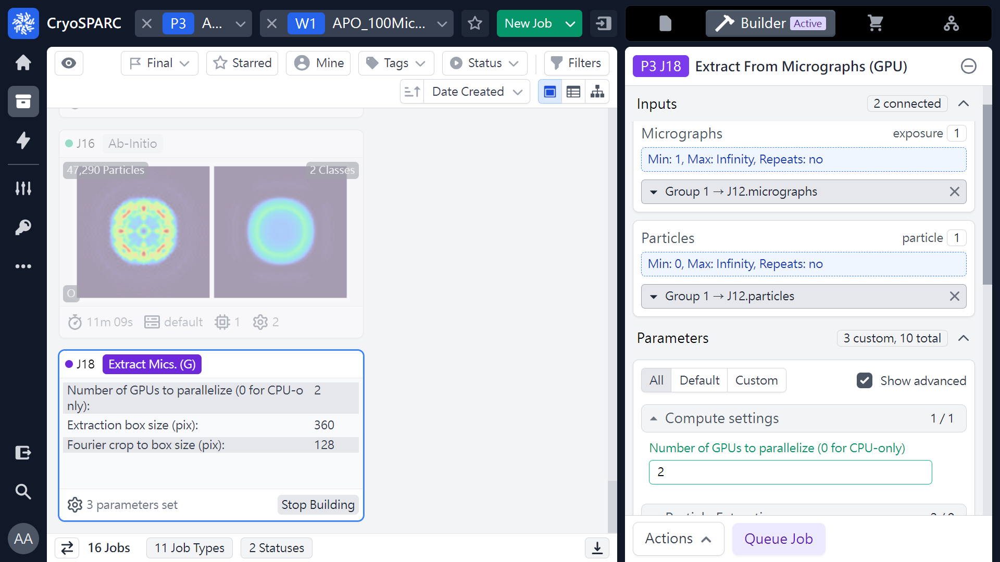 CryoSPARC
P3 A...
W1 APO_100Mic...
New Job
Builder Active
Final
Starred
Mine
Tags
Status
Filters
Date Created
J16 Ab-Initio
47,290 Particles
2 Classes
O
11m 09s default 1 2
J18 Extract Mics. (G)
Number of GPUs to parallelize (0 for CPU-o
nly): 2
Extraction box size (pix): 360
Fourier crop to box size (pix): 128
3 parameters set
Stop Building
AA
16 Jobs
11 Job Types
2 Statuses
P3 J18 Extract From Micrographs (GPU)
Inputs 2 connected
Micrographs exposure 1
Min: 1, Max: Infinity, Repeats: no
Group 1 → J12.micrographs
Particles particle 1
Min: 0, Max: Infinity, Repeats: no
Group 1 → J12.particles
Parameters 3 custom, 10 total
All Default Custom Show advanced
Compute settings 1 / 1
Number of GPUs to parallelize (0 for CPU-only)
2
Actions
Queue Job